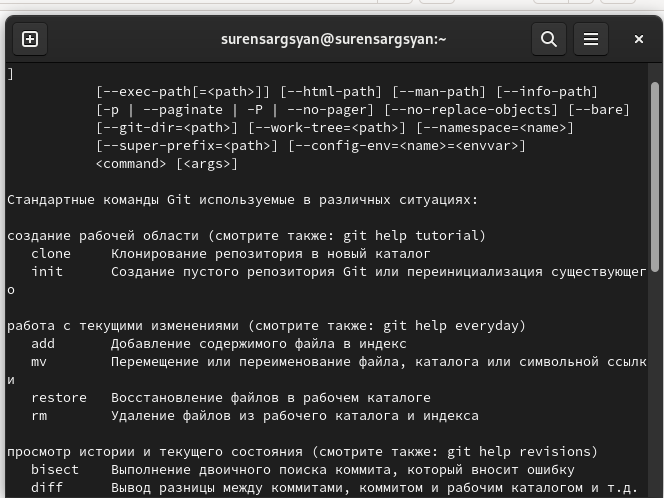 surensargsyan@surensargsyan:~
]
[--exec-path[=<path>]] [--html-path] [--man-path] [--info-path]
[-p | --paginate | -P | --no-pager] [--no-replace-objects] [--bare]
[--git-dir=<path>] [--work-tree=<path>] [--namespace=<name>]
[--super-prefix=<path>] [--config-env=<name>=<envvar>]
<command> [<args>]
Стандартные команды Git используемые в различных ситуациях:
создание рабочей области (смотрите также: git help tutorial)
clone Клонирование репозитория в новый каталог
init Создание пустого репозитория Git или переинициализация существующег
о
работа с текущими изменениями (смотрите также: git help everyday)
add Добавление содержимого файла в индекс
mv Перемещение или переименование файла, каталога или символьной ссылк
и
restore Восстановление файлов в рабочем каталоге
rm Удаление файлов из рабочего каталога и индекса
просмотр истории и текущего состояния (смотрите также: git help revisions)
bisect Выполнение двоичного поиска коммита, который вносит ошибку
diff Вывод разницы между коммитами, коммитом и рабочим каталогом и т.д.